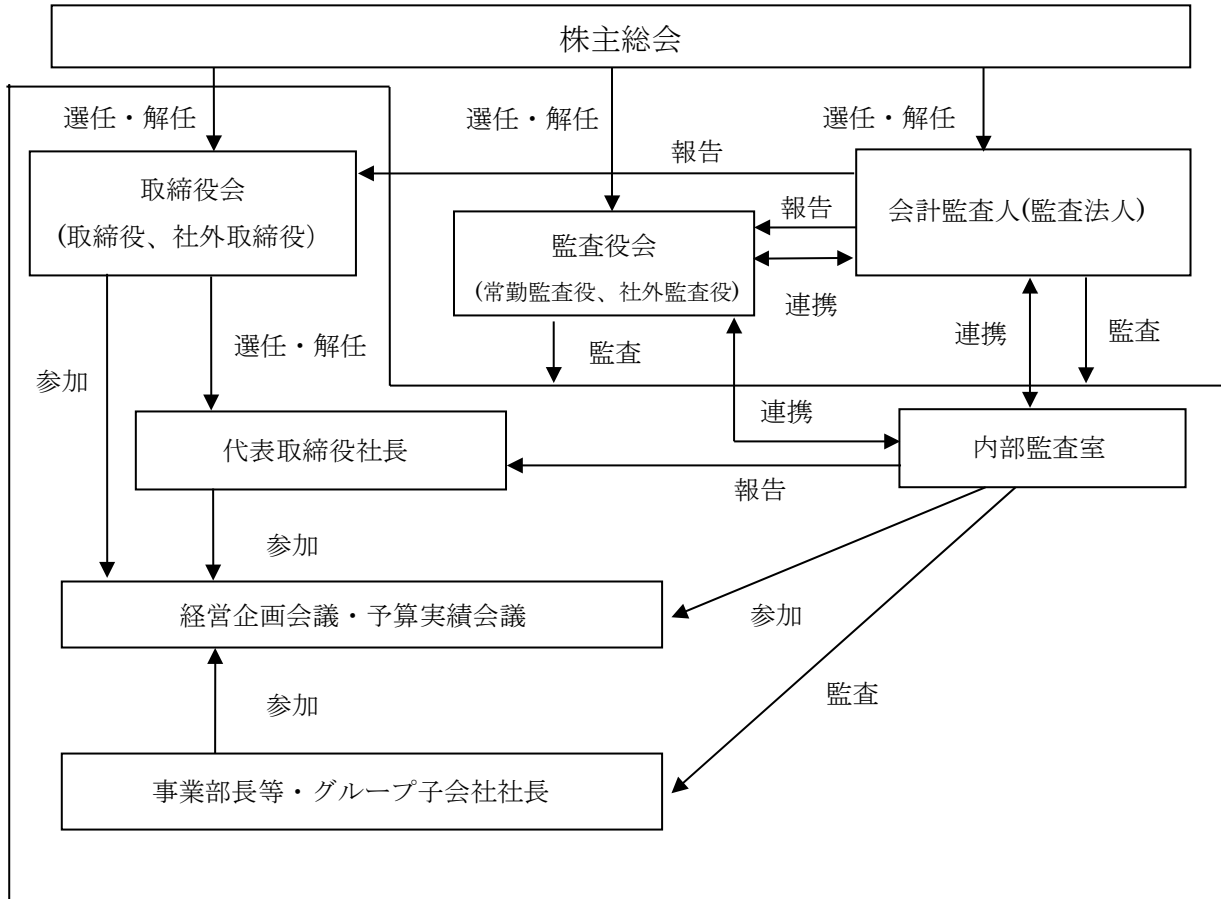 株主総会
選任・解任
選任・解任
選任・解任
報告
取締役会
(取締役、社外取締役）
会計監査人(監査法人)
報告
監査役会
(常勤監査役、社外監査役)
連携
選任・解任
監査
連携
監査
参加
連携
代表取締役社長
内部監査室
報告
参加
経営企画会議・予算実績会議
参加
参加
監査
事業部長等・グループ子会社社長